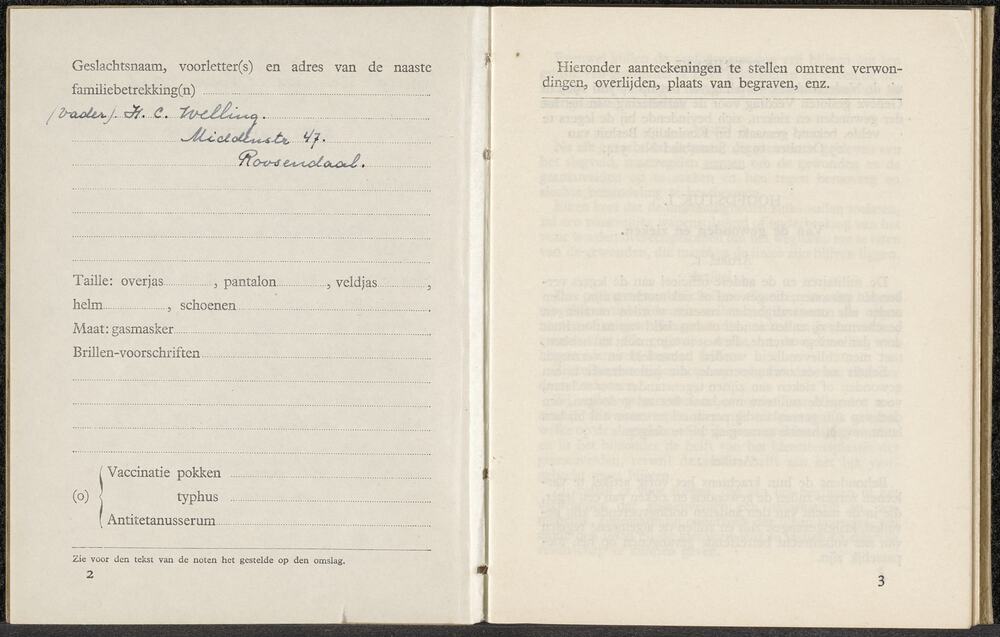 Geslachtsnaam, voorletter(s) en adres van de naaste
familiebetrekking(n)
(vader). H. C. Welling.
Middenstr 47.
Roosendaal.
Taille: overjas , pantalon , veldjas ,
helm , schoenen
Maat: gasmasker
Brillen-voorschriften
(o) Vaccinatie pokken
typhus
Antitetanusserum
Zie voor den tekst van de noten het gestelde op den omslag.
2
Hieronder aanteekeningen te stellen omtrent verwon-
dingen, overlijden, plaats van begraven, enz.
3